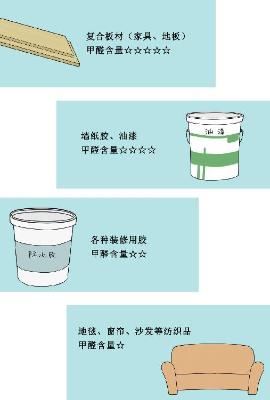 复合板材（家具、地板）
甲醛含量☆☆☆☆☆
油漆
墙纸胶、油漆
甲醛含量☆☆☆☆
各种装修用胶
甲醛含量☆☆
防水胶
地毯、窗帘、沙发等纺织品
甲醛含量☆